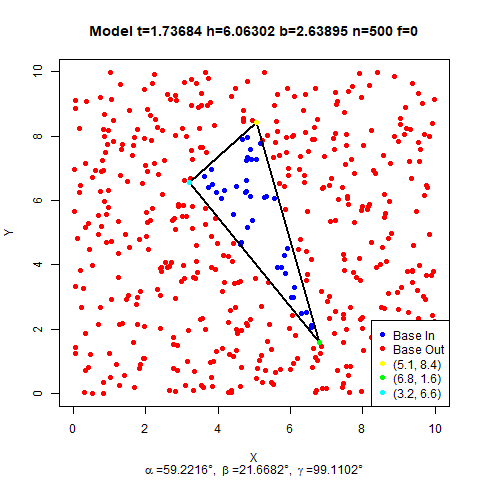 Model t=1.73684 h=6.06302 b=2.63895 n=500 f=0
10
8
6
4
2
0
Y
Base In
Base Out
(5.1, 8.4)
(6.8, 1.6)
(3.2, 6.6)
0 2 4 6 8 10
X
α=59.2216°, β=21.6682°, γ=99.1102°